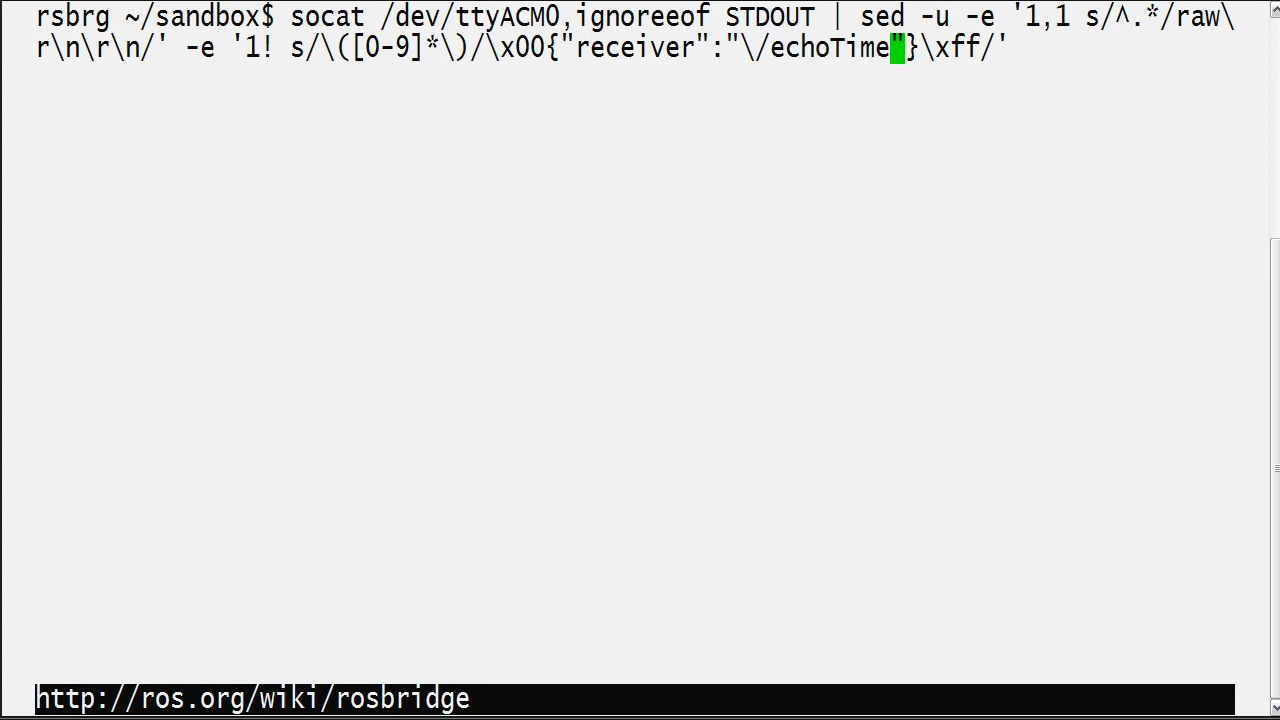 rsbrg ~/sandbox$ socat /dev/ttyACM0,ignoreeof STDOUT | sed -u -e '1,1 s/^.*/raw\
r\n\r\n/' -e '1! s/\([0-9]*\)/\x00{"receiver":"\/echoTime"}\xff/'
http://ros.org/wiki/rosbridge